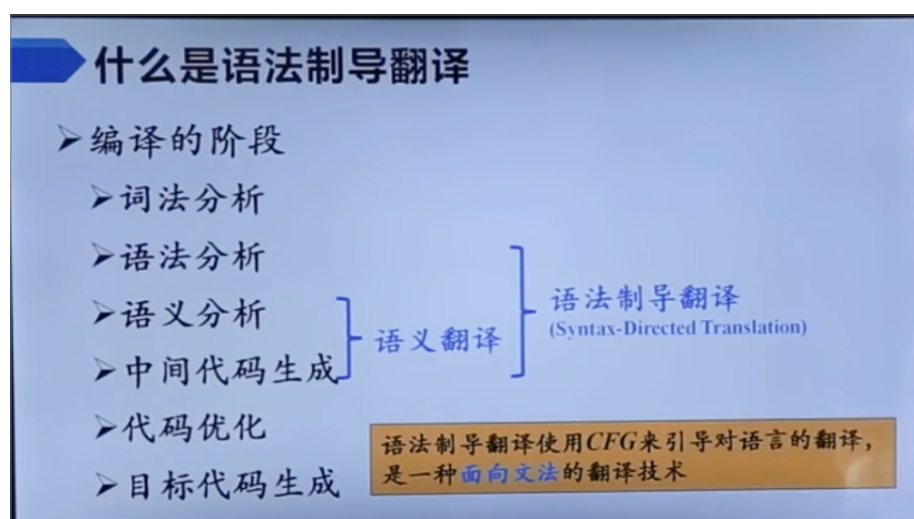 什么是语法制导翻译
➢编译的阶段
➢词法分析
➢语法分析
➢语义分析
➢中间代码生成
➢代码优化
➢目标代码生成
语义翻译
语法制导翻译
(Syntax-Directed Translation)
语法制导翻译使用CFG来引导对语言的翻译，
是一种面向文法的翻译技术